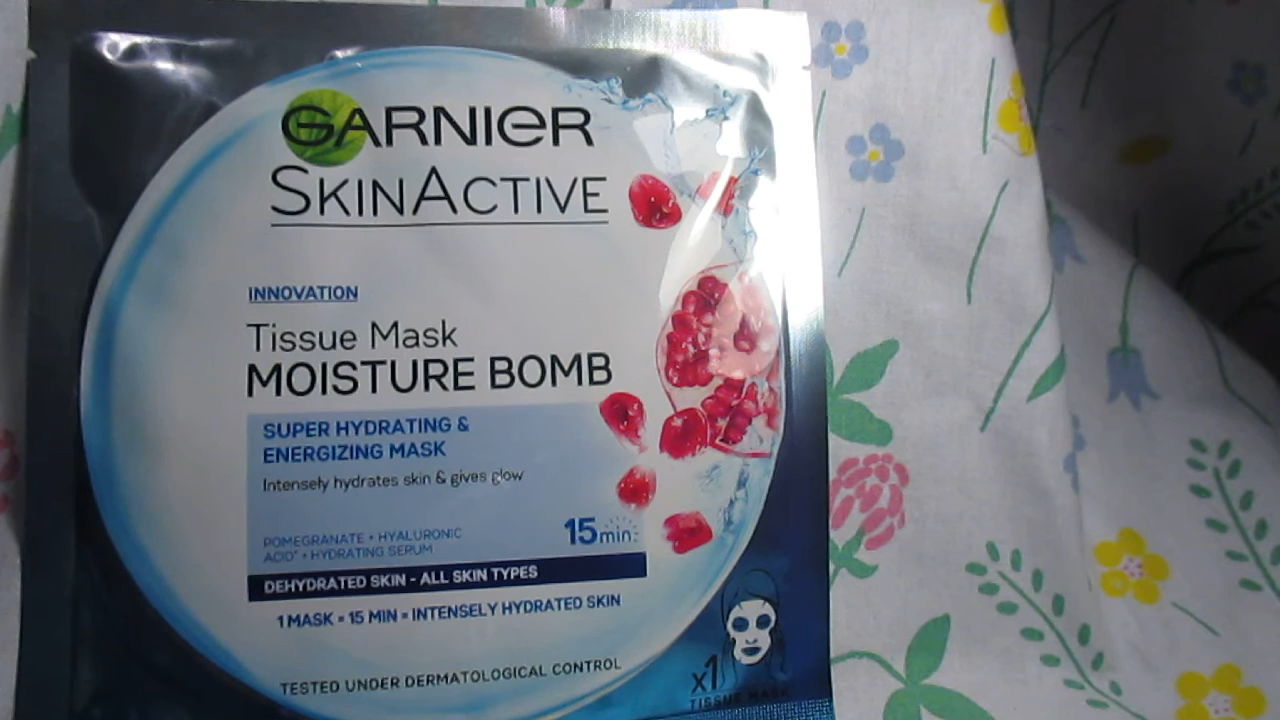 GARNIER
SKINACTIVE
INNOVATION
Tissue Mask
MOISTURE BOMB
SUPER HYDRATING &
ENERGIZING MASK
Intensely hydrates skin & gives glow
POMEGRANATE + HYALURONIC
ACID* + HYDRATING SERUM
15min
DEHYDRATED SKIN - ALL SKIN TYPES
1 MASK = 15 MIN = INTENSELY HYDRATED SKIN
TESTED UNDER DERMATOLOGICAL CONTROL
x1
TISSUE MASK